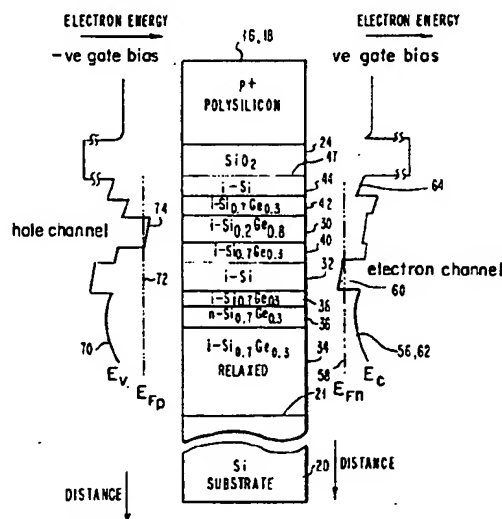 ELECTRON ENERGY
-ve gate bias
16,18
ELECTRON ENERGY
ve gate bias
p+
POLYSILICON
24
SiO2
47
i-Si
44
64
i-Si0.7Ge0.3
42
74
hole channel
i-Si0.2Ge0.8
30
i-Si0.7Ge0.3
40
72
i-Si
32
electron channel
60
i-Si0.7Ge0.3
36
n-Si0.7Ge0.3
36
70
i-Si0.7Ge0.3
RELAXED
34
56,62
58
EV
EFp
21
EFn
EC
Si
SUBSTRATE
20
DISTANCE
DISTANCE